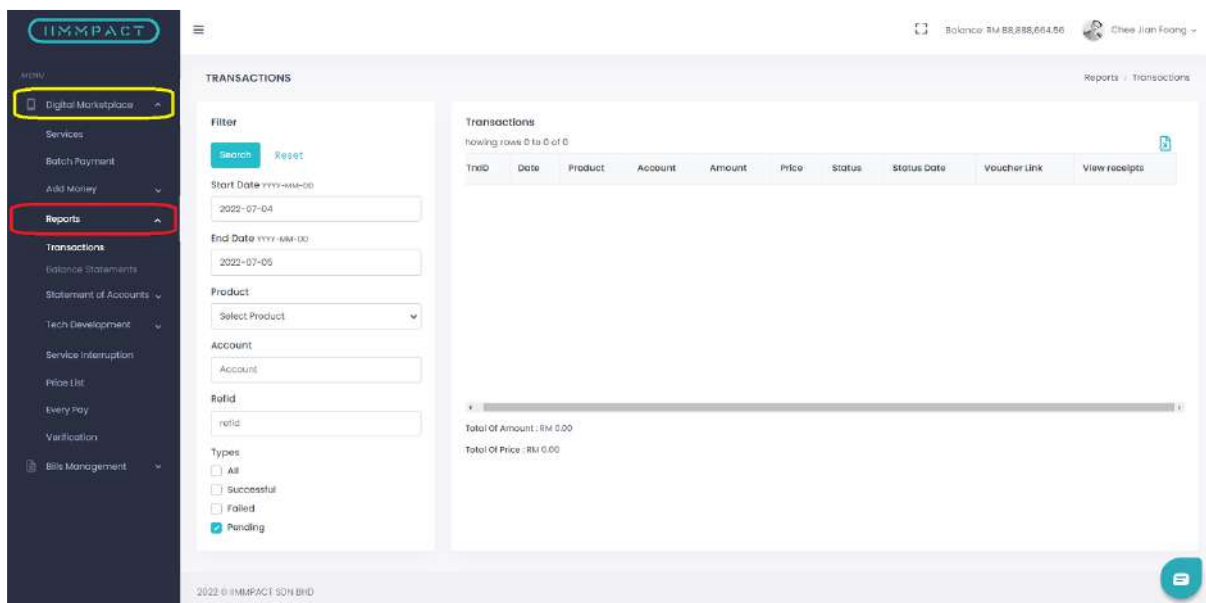 IIMMPACT
Balance: RM 88,888,664.56
Chee Jian Foong
MENU
Digital Marketplace
Services
Batch Payment
Add Money
Reports
Transactions
Balance Statements
Statement of Accounts
Tech Development
Service Interruption
Price List
Every Pay
Verification
Bills Management
TRANSACTIONS
Reports / Transactions
Filter
Search Reset
Start Date YYYY-MM-DD
2022-07-04
End Date YYYY-MM-DD
2022-07-05
Product
Select Product
Account
Account
Refid
refid
Types
All
Successful
Failed
Pending
Transactions
howing rows 0 to 0 of 0
TnxID Date Product Account Amount Price Status Status Date Voucher Link View receipts
Total Of Amount : RM 0.00
Total Of Price : RM 0.00
2022 © IIMMPACT SDN BHD